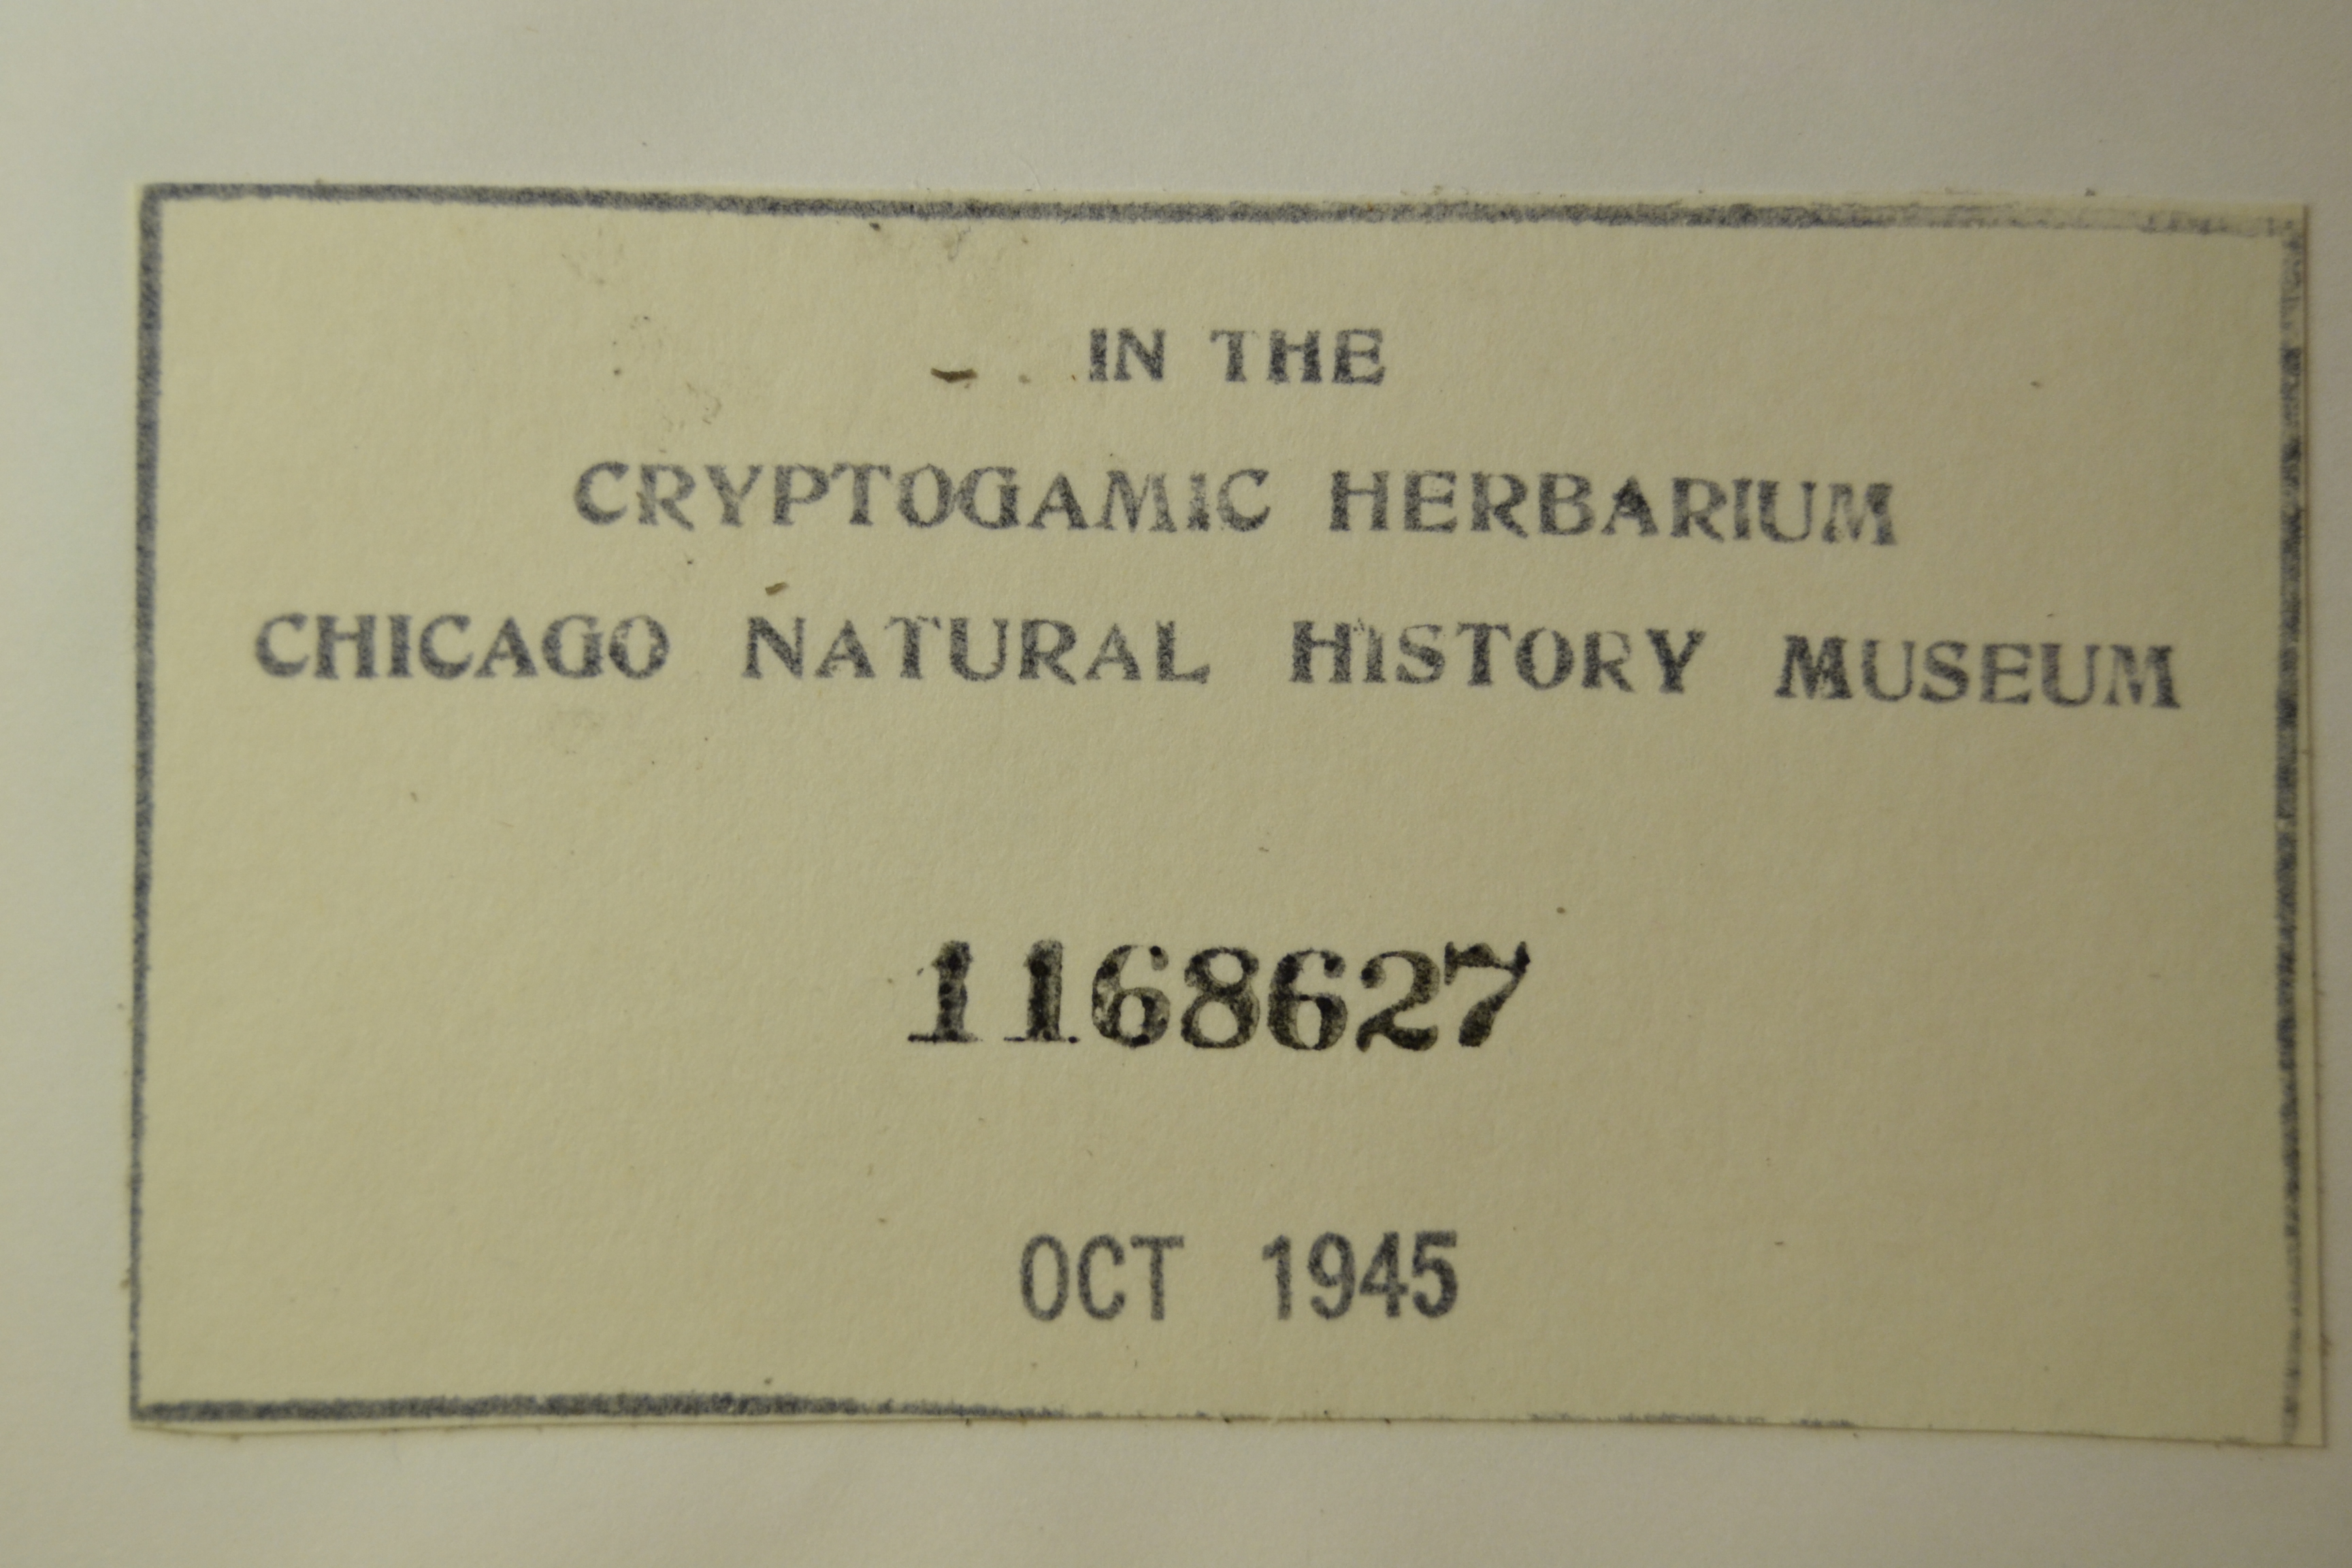 IN THE
CRYPTOGAMIC HERBARIUM
CHICAGO NATURAL HISTORY MUSEUM
1168627
OCT 1945